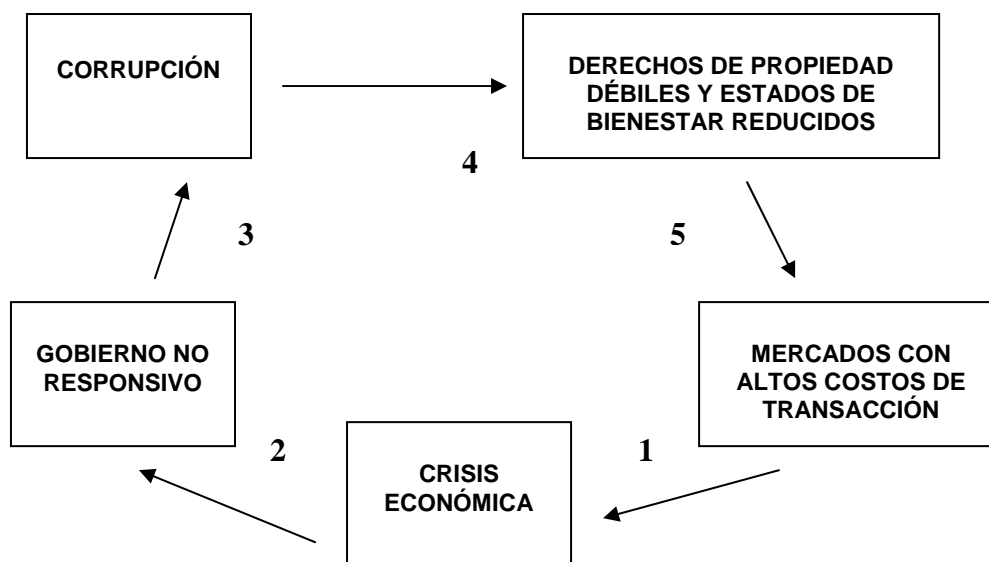 CORRUPCIÓN
DERECHOS DE PROPIEDAD
DÉBILES Y ESTADOS DE
BIENESTAR REDUCIDOS
4
3
5
GOBIERNO NO
RESPONSIVO
MERCADOS CON
ALTOS COSTOS DE
TRANSACCIÓN
2
1
CRISIS
ECONÓMICA